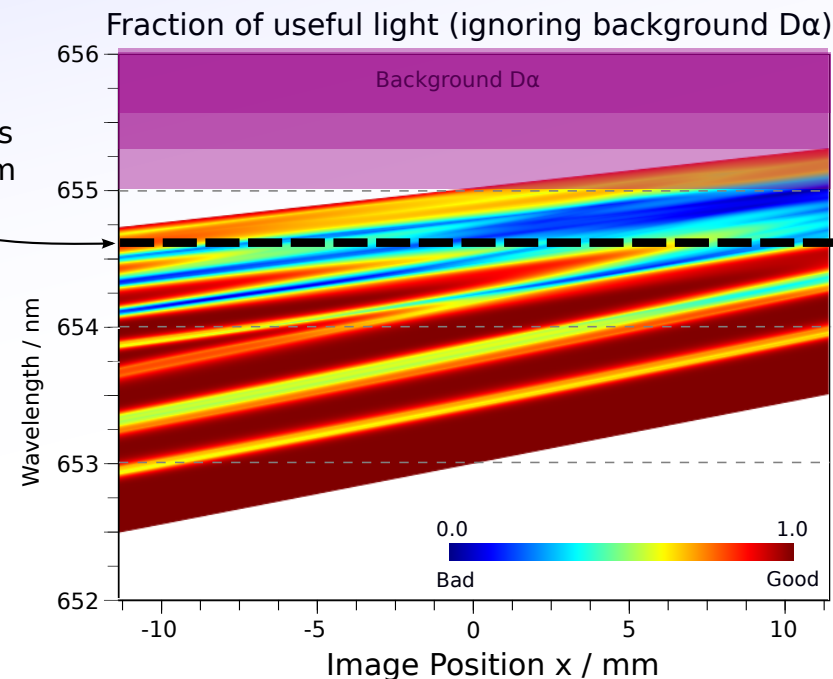 Fraction of useful light (ignoring background Dα)
656
Background Dα
s
m
655
654
Wavelength / nm
653
0.0 1.0
Bad Good
652
-10 -5 0 5 10
Image Position x / mm